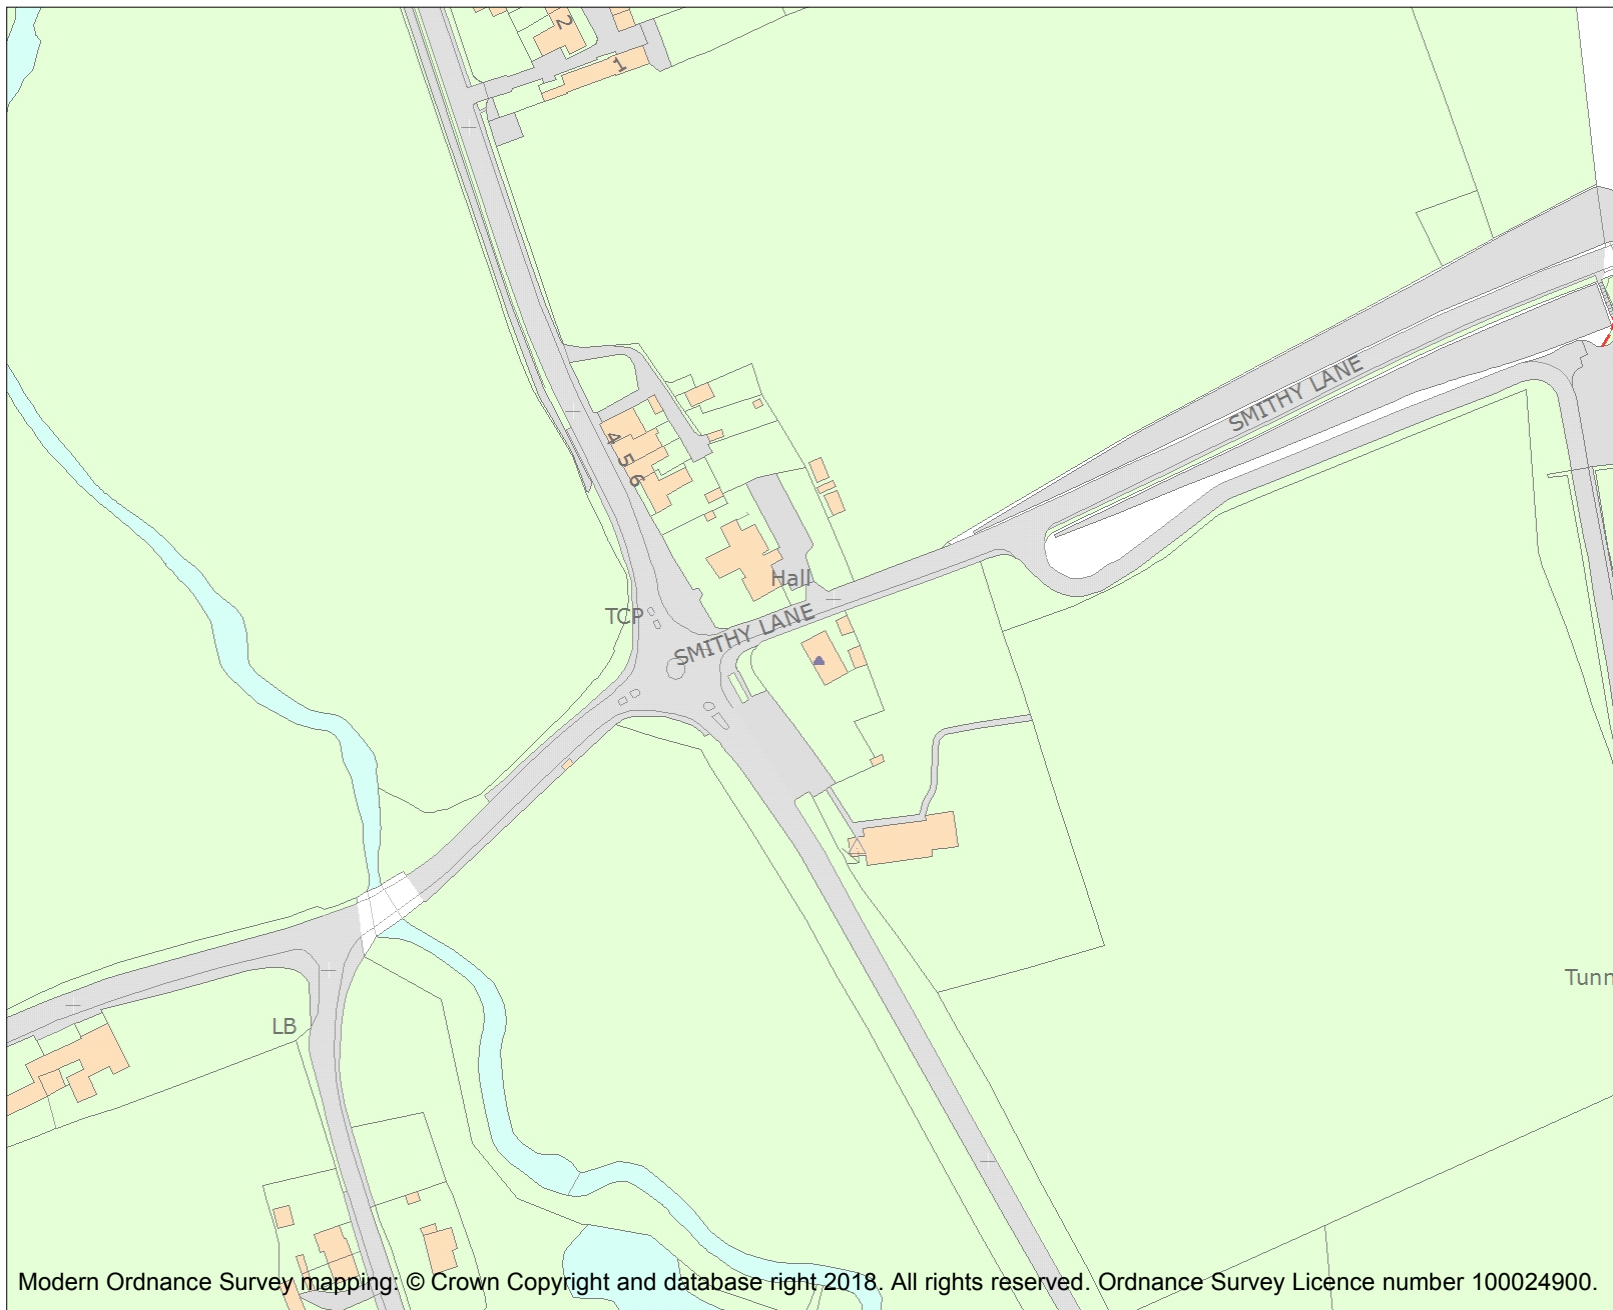 2
1
SMITHY LANE
4
5
6
Hall
TCP
SMITHY LANE
Tunn
LB
Modern Ordnance Survey mapping: © Crown Copyright and database right 2018. All rights reserved. Ordnance Survey Licence number 100024900.